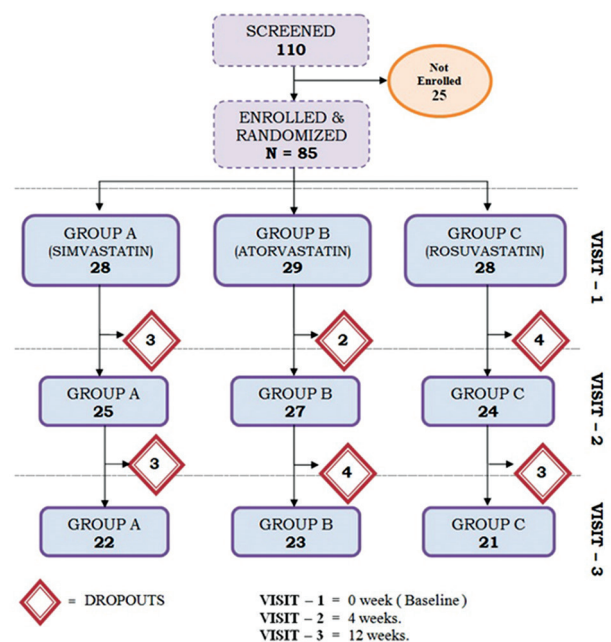 SCREENED
110
Not
Enrolled
25
ENROLLED &
RANDOMIZED
N = 85
GROUP A
(SIMVASTATIN)
28
GROUP B
(ATORVASTATIN)
29
GROUP C
(ROSUVASTATIN)
28
VISIT – 1
3
2
4
GROUP A
25
GROUP B
27
GROUP C
24
VISIT – 2
3
4
3
GROUP A
22
GROUP B
23
GROUP C
21
VISIT – 3
= DROPOUTS
VISIT – 1 = 0 week ( Baseline )
VISIT – 2 = 4 weeks.
VISIT – 3 = 12 weeks.